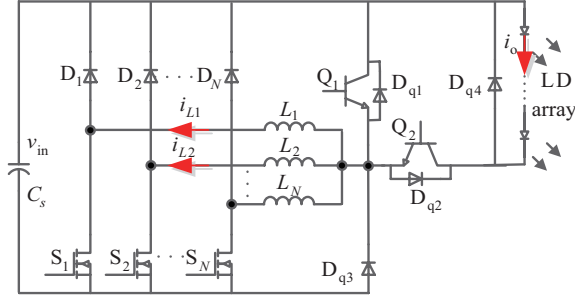 D1 D2 ··· DN
Q1
Dq1
Dq4
io
LD
array
iL1
L1
Q2
iL2
L2
LN
vin
Cs
Dq2
S1 S2 ··· SN
Dq3